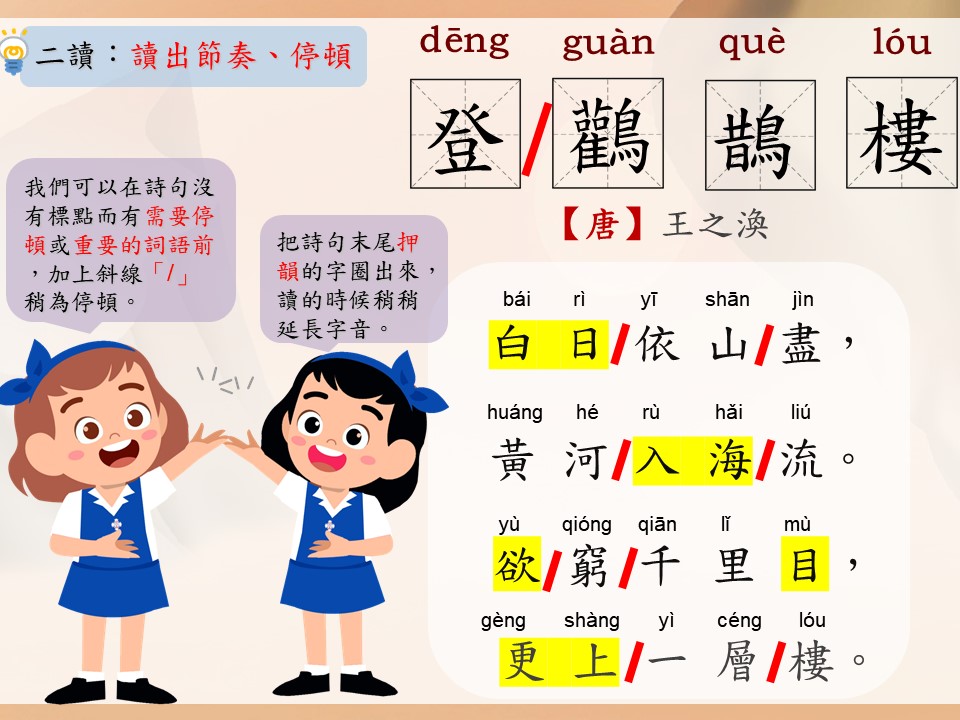 二讀：讀出節奏、停頓
dēng guàn què lóu
登/鸛鵲樓
【唐】王之渙
我們可以在詩句沒
有標點而有需要停
頓或重要的詞語前
，加上斜線「/」
稍為停頓。
把詩句末尾押
韻的字圈出來，
讀的時候稍稍
延長字音。
bái rì yī shān jìn
白日/依山/盡，
huáng hé rù hǎi liú
黃河/入海/流。
yù qióng qiān lǐ mù
欲/窮/千里目，
gèng shàng yì céng lóu
更上/一層/樓。